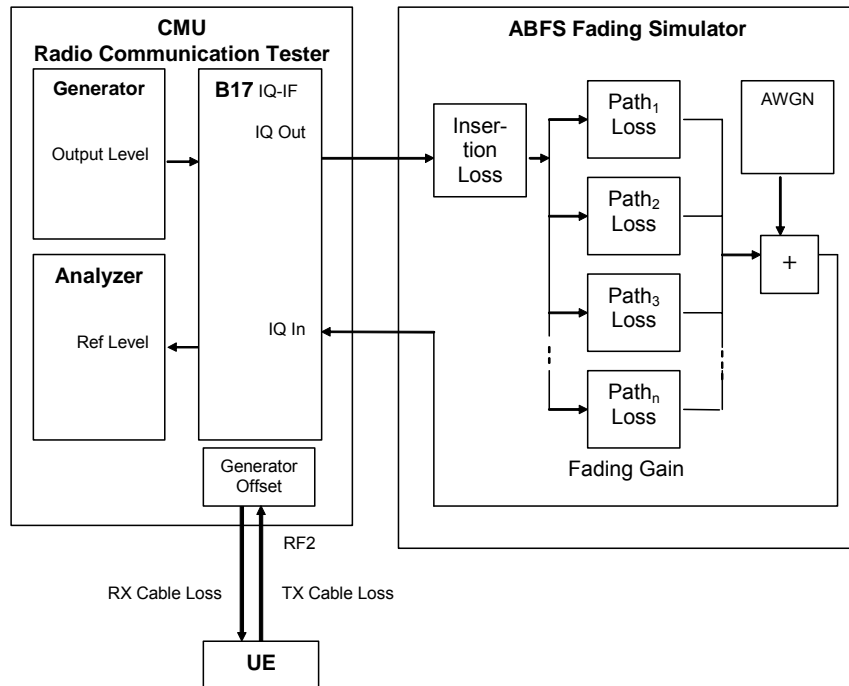 CMU
Radio Communication Tester
Generator
Output Level
B17 IQ-IF
IQ Out
Analyzer
Ref Level
IQ In
Generator
Offset
RF2
RX Cable Loss
TX Cable Loss
UE
ABFS Fading Simulator
Inser-
tion
Loss
Path1
Loss
Path2
Loss
Path3
Loss
Pathn
Loss
Fading Gain
AWGN
+